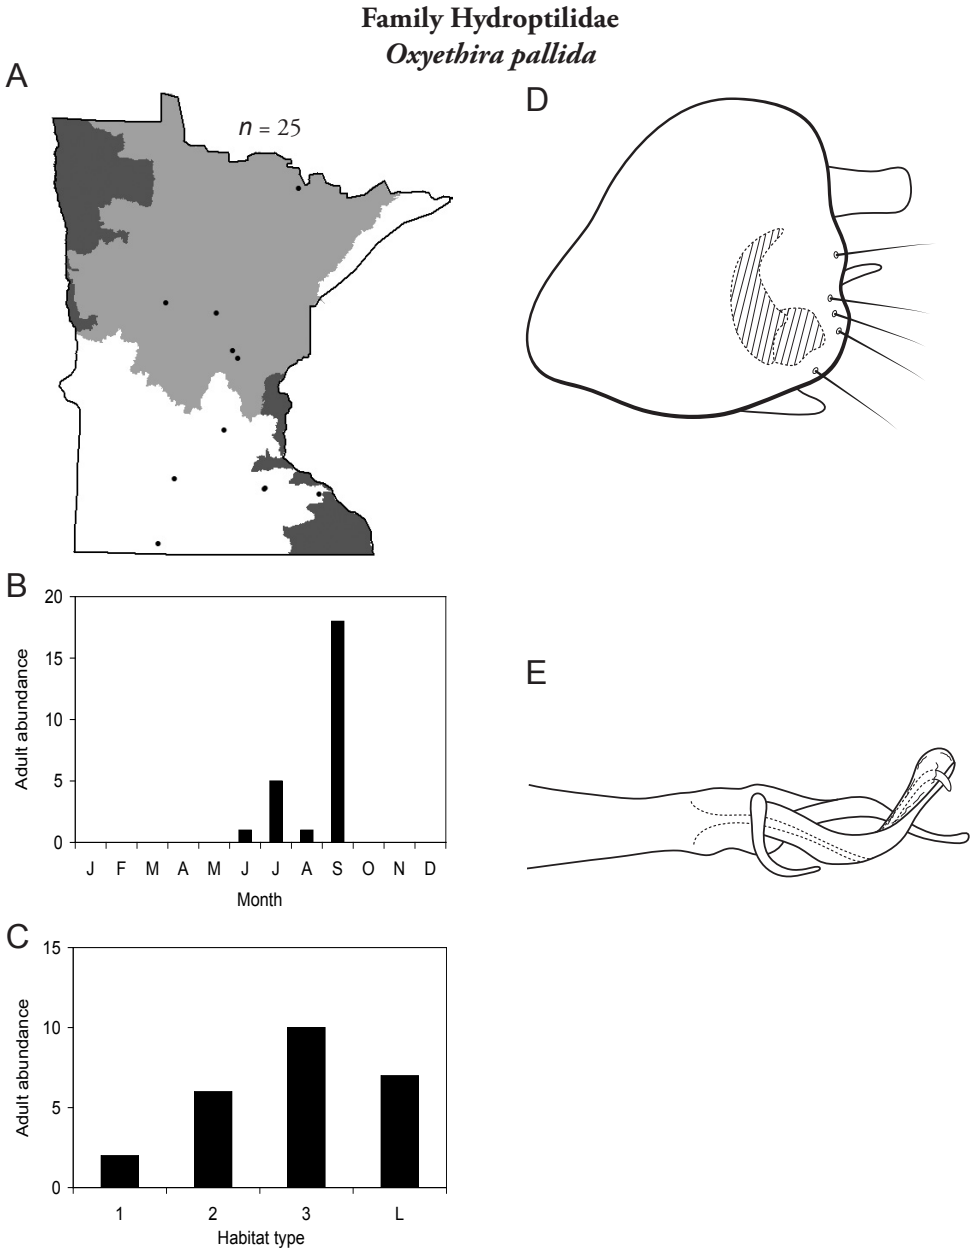 Family Hydroptilidae
Oxyethira pallida
A
n = 25
D
B
20
15
10
5
0
Adult abundance
J F M A M J J A S O N D
Month
E
C
15
10
5
0
Adult abundance
1 2 3 L
Habitat type